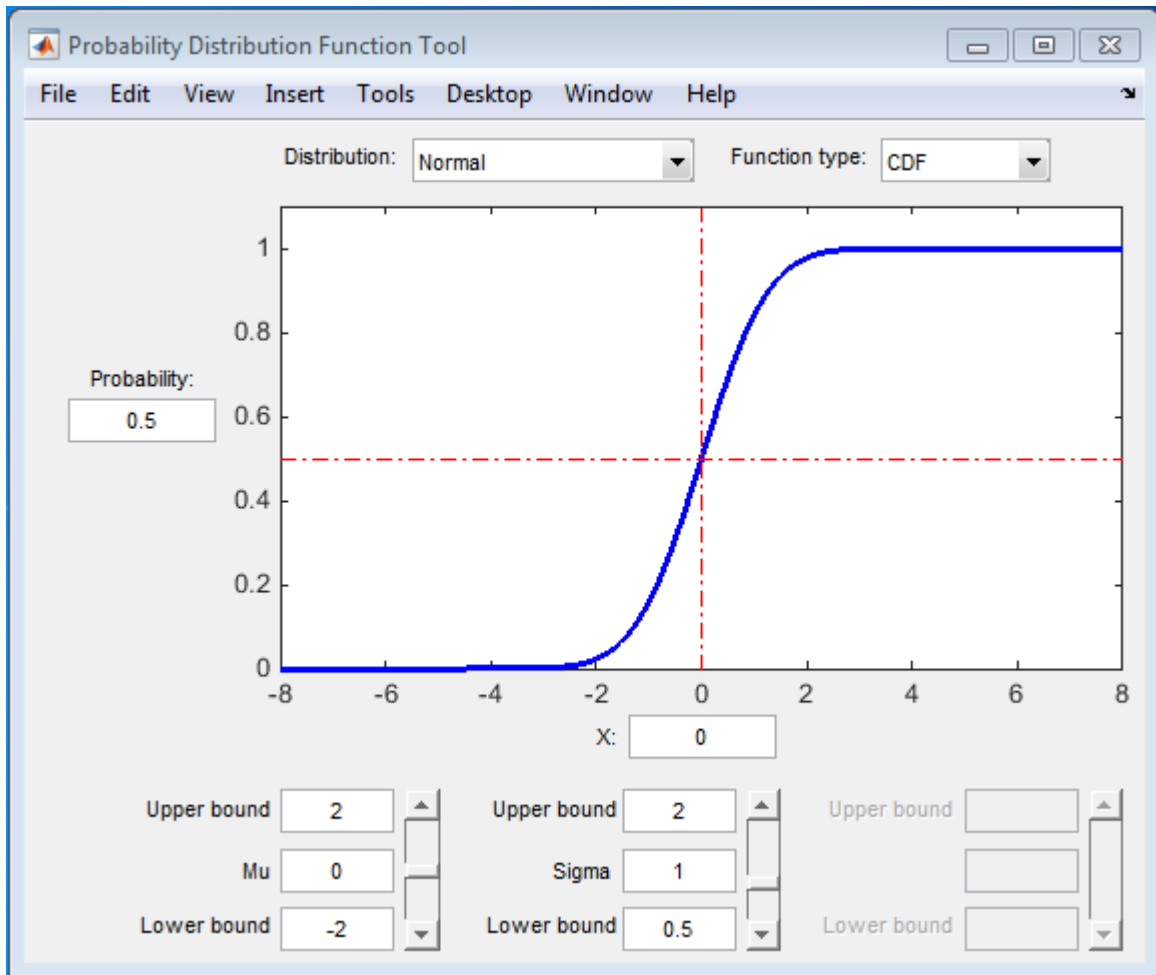 Probability Distribution Function Tool
File Edit View Insert Tools Desktop Window Help
Distribution: Normal Function type: CDF
1
0.8
Probability:
0.5
0.6
0.4
0.2
0
-8 -6 -4 -2 0 2 4 6 8
X: 0
Upper bound 2 Upper bound 2 Upper bound
Mu 0 Sigma 1
Lower bound -2 Lower bound 0.5 Lower bound